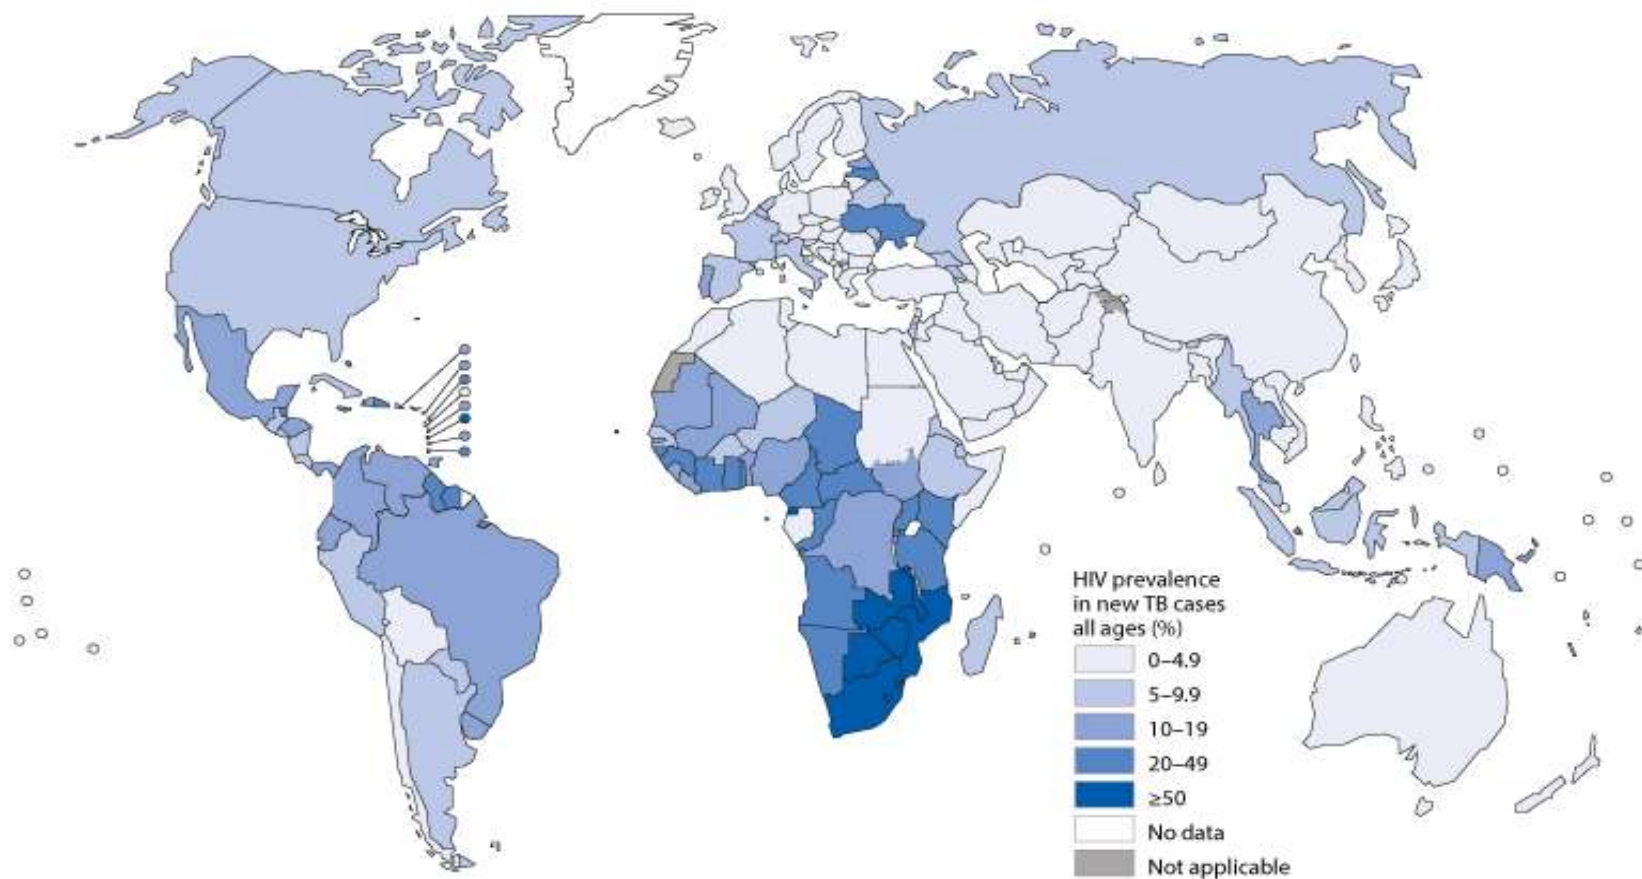 HIV prevalence
in new TB cases
all ages (%)
0–4.9
5–9.9
10–19
20–49
≥50
No data
Not applicable